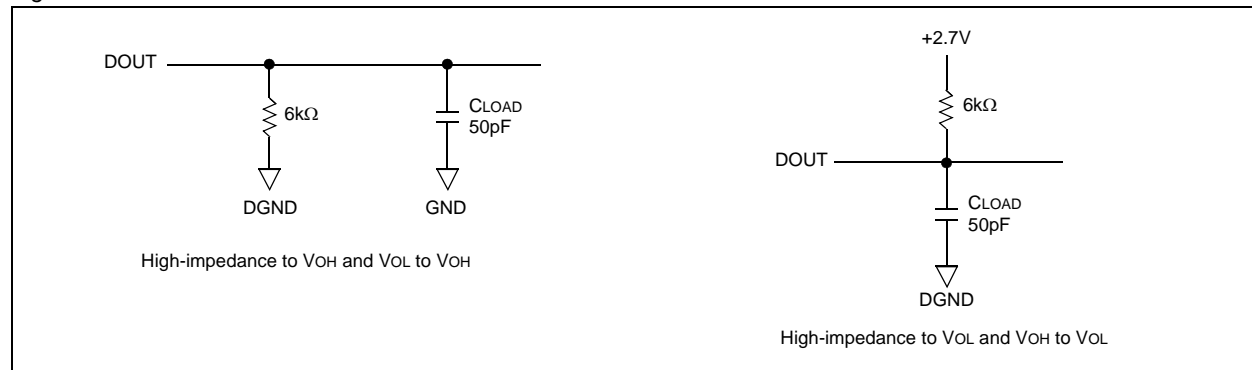 DOUT
6kΩ
CLOAD
50pF
DGND
GND
High-impedance to VOH and VOL to VOH
+2.7V
6kΩ
DOUT
CLOAD
50pF
DGND
High-impedance to VOL and VOH to VOL